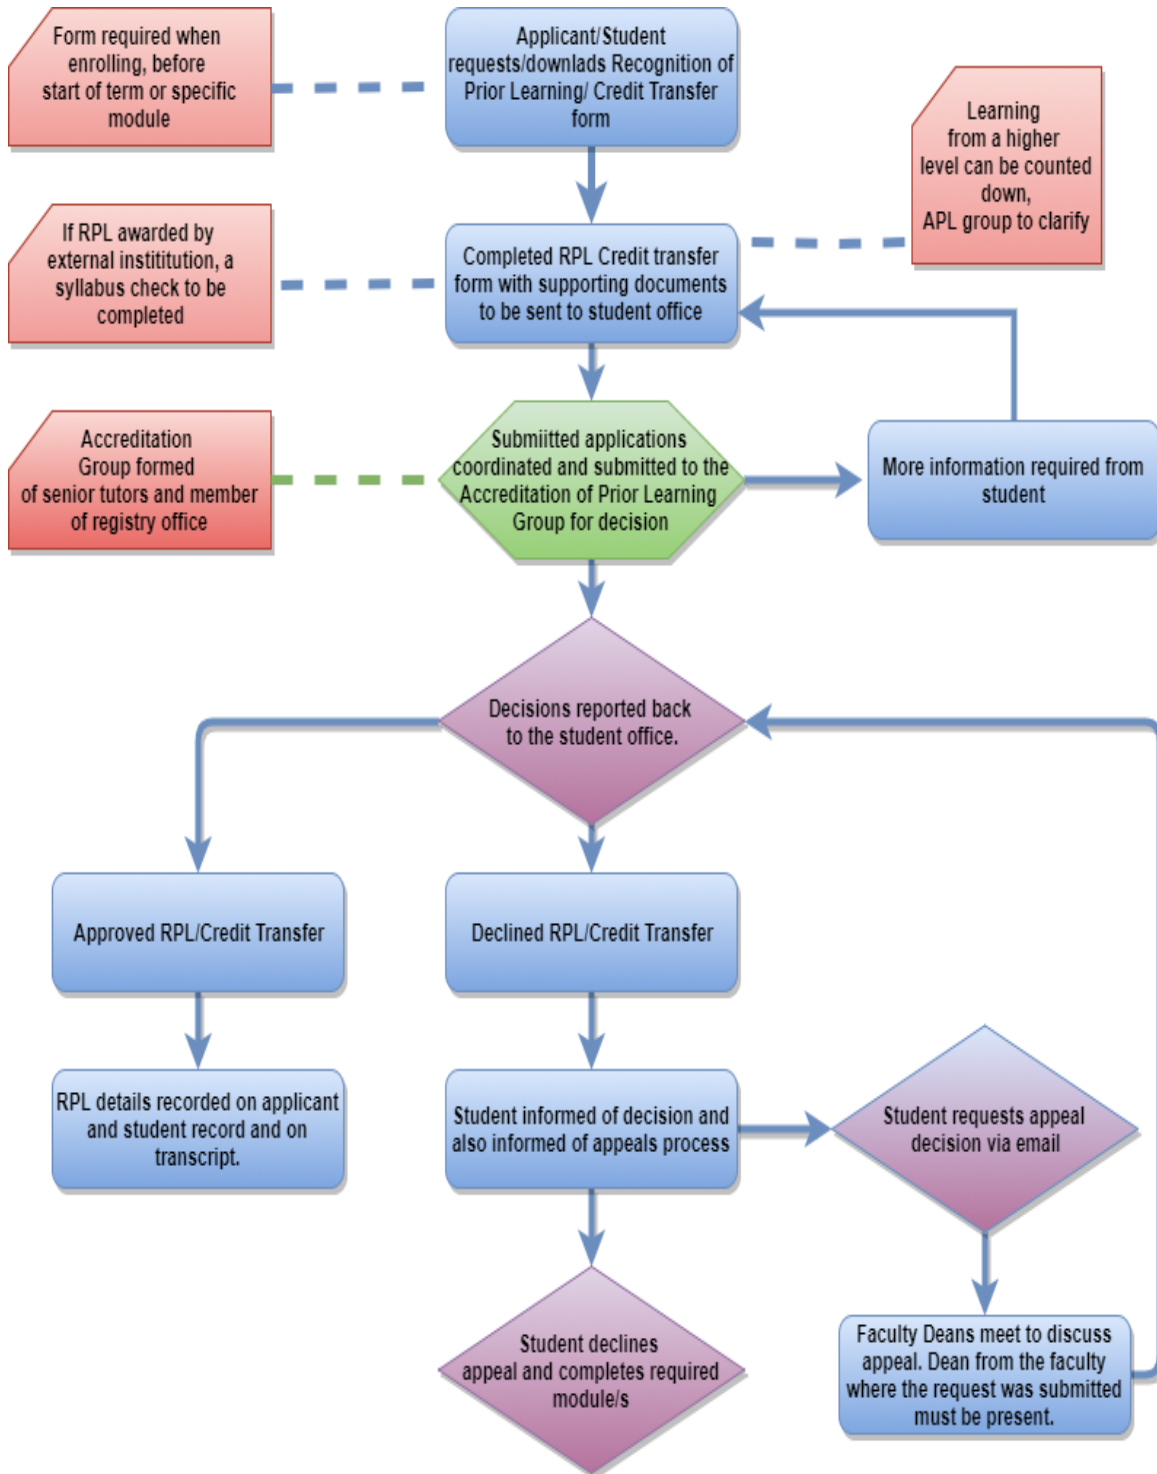 Form required when
enrolling, before
start of term or specific
module
Applicant/Student
requests/downlads Recognition of
Prior Learning/ Credit Transfer
form
Learning
from a higher
level can be counted
down,
APL group to clarify
If RPL awarded by
external instititution, a
syllabus check to be
completed
Completed RPL Credit transfer
form with supporting documents
to be sent to student office
Accreditation
Group formed
of senior tutors and member
of registry office
Submiitted applications
coordinated and submitted to the
Accreditation of Prior Learning
Group for decision
More information required from
student
Decisions reported back
to the student office.
Approved RPL/Credit Transfer
Declined RPL/Credit Transfer
RPL details recorded on applicant
and student record and on
transcript.
Student informed of decision and
also informed of appeals process
Student requests appeal
decision via email
Student declines
appeal and completes required
module/s
Faculty Deans meet to discuss
appeal. Dean from the faculty
where the request was submitted
must be present.